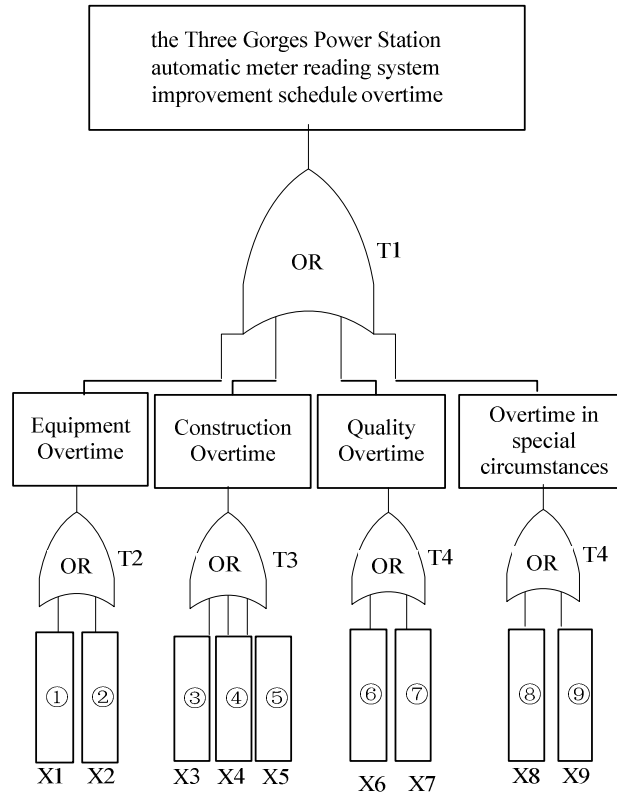 the Three Gorges Power Station
automatic meter reading system
improvement schedule overtime
OR
T1
Equipment
Overtime
Construction
Overtime
Quality
Overtime
Overtime in
special
circumstances
OR
T2
OR
T3
OR
T4
OR
T4
①
②
③
④
⑤
⑥
⑦
⑧
⑨
X1
X2
X3
X4
X5
X6
X7
X8
X9